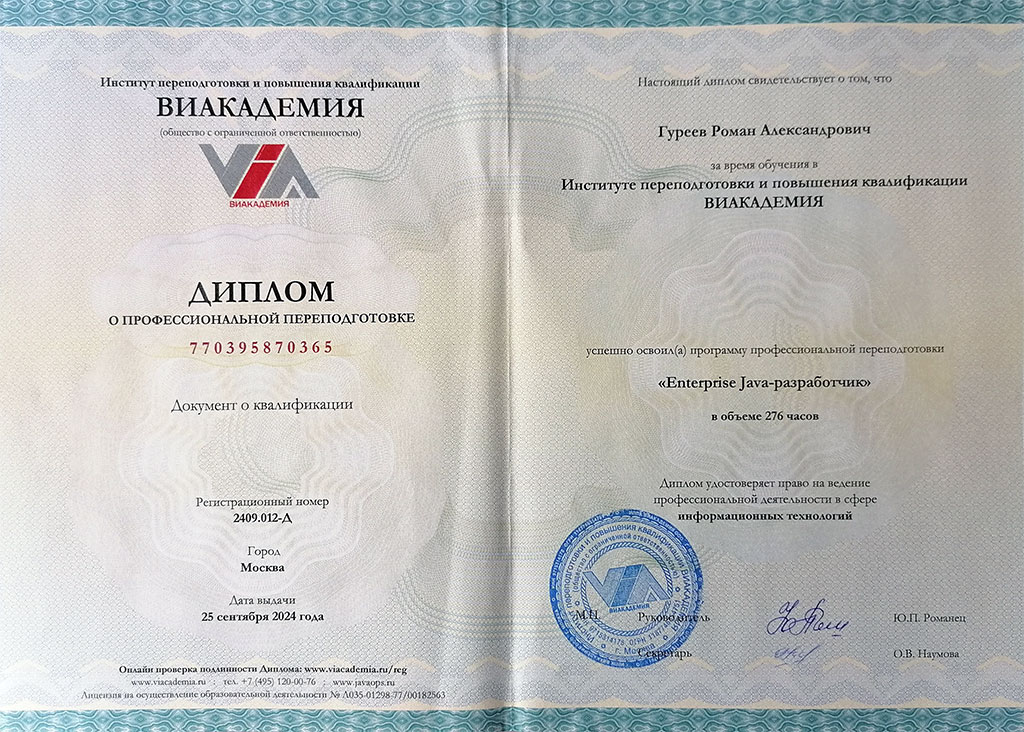 Институт переподготовки и повышения квалификации
ВИАКАДЕМИЯ
(общество с ограниченной ответственностью)
VIA
ВИАКАДЕМИЯ
ДИПЛОМ
О ПРОФЕССИОНАЛЬНОЙ ПЕРЕПОДГОТОВКЕ
770395870365
Документ о квалификации
Регистрационный номер
2409.012-Д
Город
Москва
Дата выдачи
25 сентября 2024 года
Онлайн проверка подлинности Диплома: www.viacademia.ru/reg
www.viacademia.ru ; тел. +7 (495) 120-00-76 ; www.javaops.ru
Лицензия на осуществление образовательной деятельности № Л035-01298-77/00182563
Настоящий диплом свидетельствует о том, что
Гуреев Роман Александрович
за время обучения в
Институте переподготовки и повышения квалификации
ВИАКАДЕМИЯ
успешно освоил(а) программу профессиональной переподготовки
«Enterprise Java-разработчик»
в объеме 276 часов
Диплом удостоверяет право на ведение
профессиональной деятельности в сфере
информационных технологий
переподготовки и повышения квалификации ВИАКАДЕМИЯ
(общество с ограниченной ответственностью)
VIA
ВИАКАДЕМИЯ
г. Москва
М.П.
Руководитель
Ю.П. Романец
Секретарь
О.В. Наумова